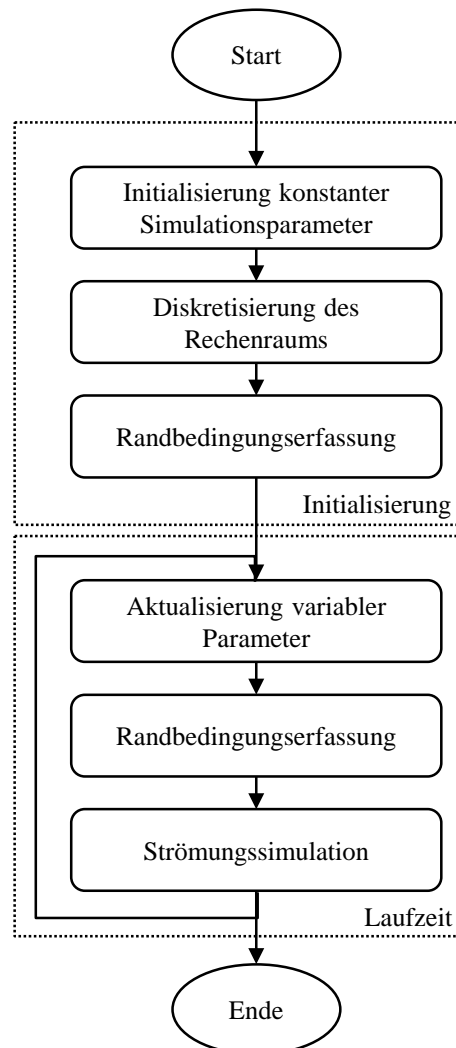 Start
Initialisierung konstanter
Simulationsparameter
Diskretisierung des
Rechenraums
Randbedingungserfassung
Initialisierung
Aktualisierung variabler
Parameter
Randbedingungserfassung
Strömungssimulation
Laufzeit
Ende